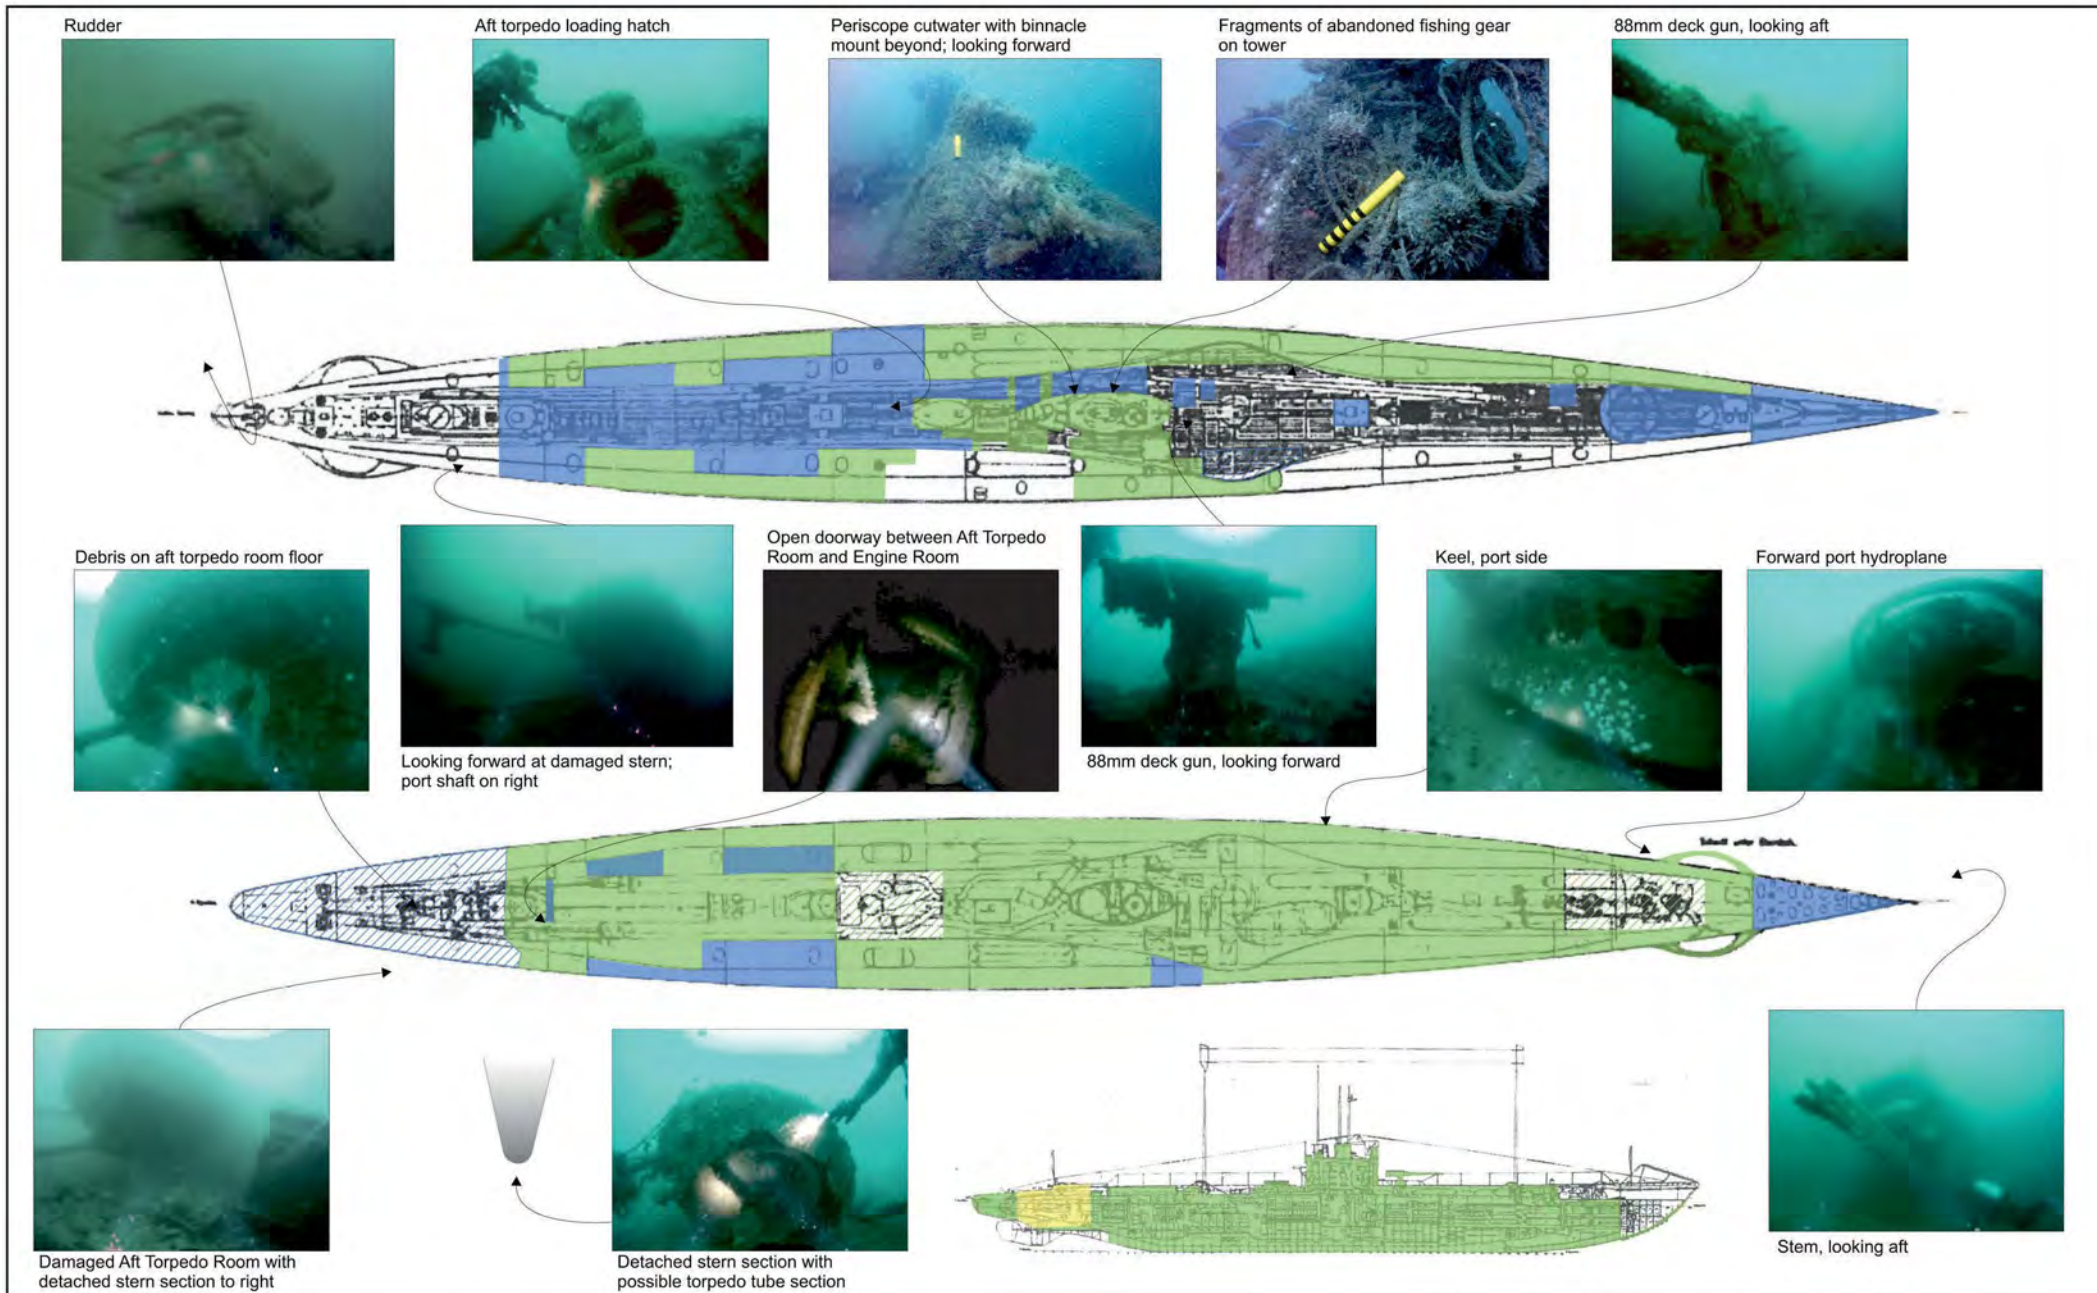 Rudder
Aft torpedo loading hatch
Periscope cutwater with binnacle
mount beyond; looking forward
Fragments of abandoned fishing gear
on tower
88mm deck gun, looking aft
Debris on aft torpedo room floor
Looking forward at damaged stern;
port shaft on right
Open doorway between Aft Torpedo
Room and Engine Room
88mm deck gun, looking forward
Keel, port side
Forward port hydroplane
Damaged Aft Torpedo Room with
detached stern section to right
Detached stern section with
possible torpedo tube section
Stem, looking aft